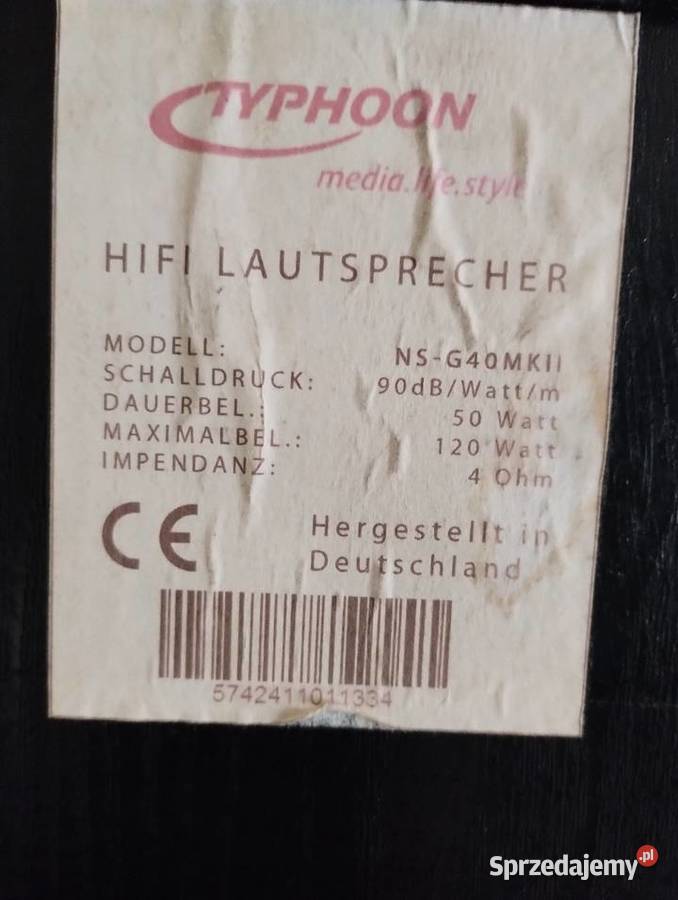 TYPHOON
media.life.style
HIFI LAUTSPRECHER
MODELL: NS-G40MKII
SCHALLDRUCK: 90dB/Watt/m
DAUERBEL.: 50 Watt
MAXIMALBEL.: 120 Watt
IMPENDANZ: 4 Ohm
CE Hergestellt in
Deutschland
5742411011334
Sprzedajemy.pl